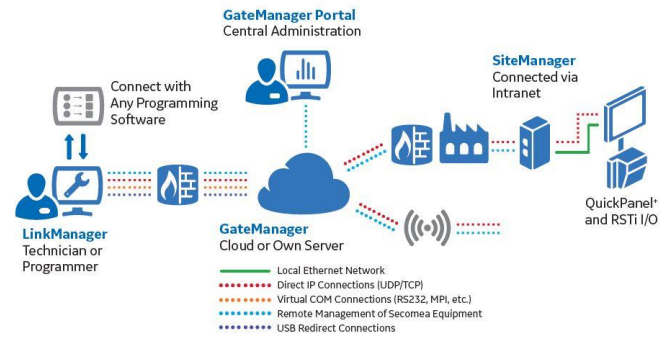 GateManager Portal
Central Administration
Connect with
Any Programming
Software
SiteManager
Connected via
Intranet
LinkManager
Technician or
Programmer
GateManager
Cloud or Own Server
QuickPanel+
and RSTi I/O
Local Ethernet Network
Direct IP Connections (UDP/TCP)
Virtual COM Connections (RS232, MPI, etc.)
Remote Management of Secomea Equipment
USB Redirect Connections